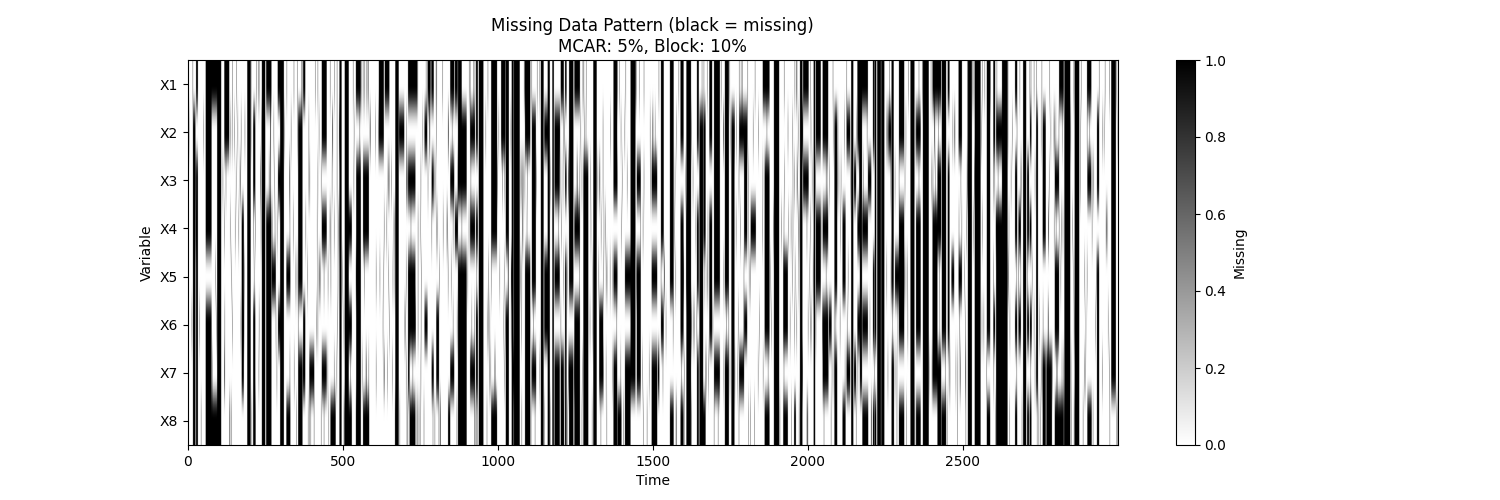 Missing Data Pattern (black = missing)
MCAR: 5%, Block: 10%
X1
X2
X3
X4
X5
X6
X7
X8
Variable
0
500
1000
1500
2000
2500
Time
1.0
0.8
0.6
0.4
0.2
0.0
Missing